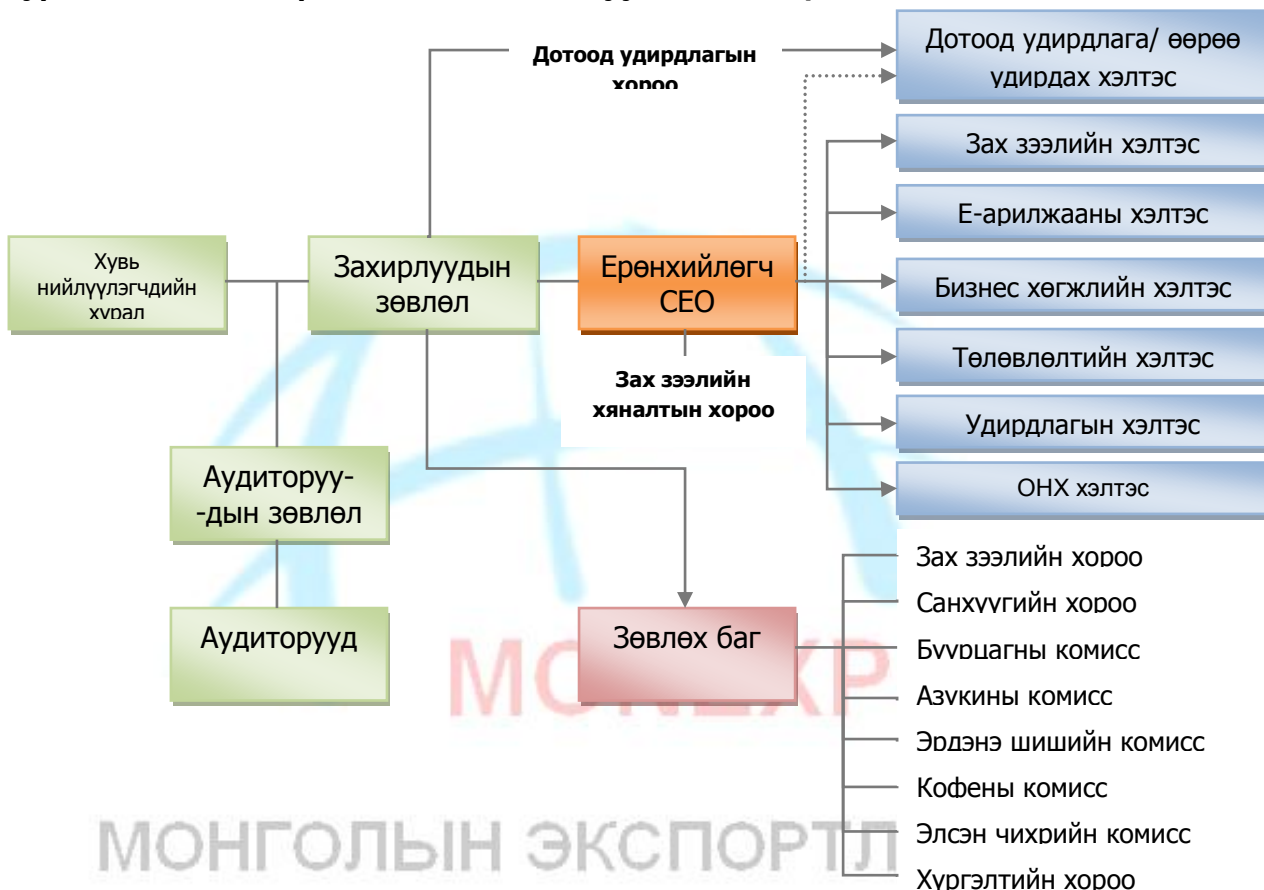 Дотоод удирдлагын
хороо
Дотоод удирдлага/ өөрөө
удирдах хэлтэс
Зах зээлийн хэлтэс
Е-арилжааны хэлтэс
Хувь
нийлүүлэгчдийн
хурал
Захирлуудын
зөвлөл
Ерөнхийлөгч
CEO
Бизнес хөгжлийн хэлтэс
Төлөвлөлтийн хэлтэс
Зах зээлийн
хяналтын хороо
Удирдлагын хэлтэс
ОНХ хэлтэс
Аудиторуу-
-дын зөвлөл
Аудиторууд
Зөвлөх баг
Зах зээлийн хороо
Санхүүгийн хороо
Буурцагны комисс
Азукины комисс
Эрдэнэ шишийн комисс
Кофены комисс
Элсэн чихрийн комисс
Хүргэлтийн хороо
МОНГОЛЫН ЭКСПОРТЛ